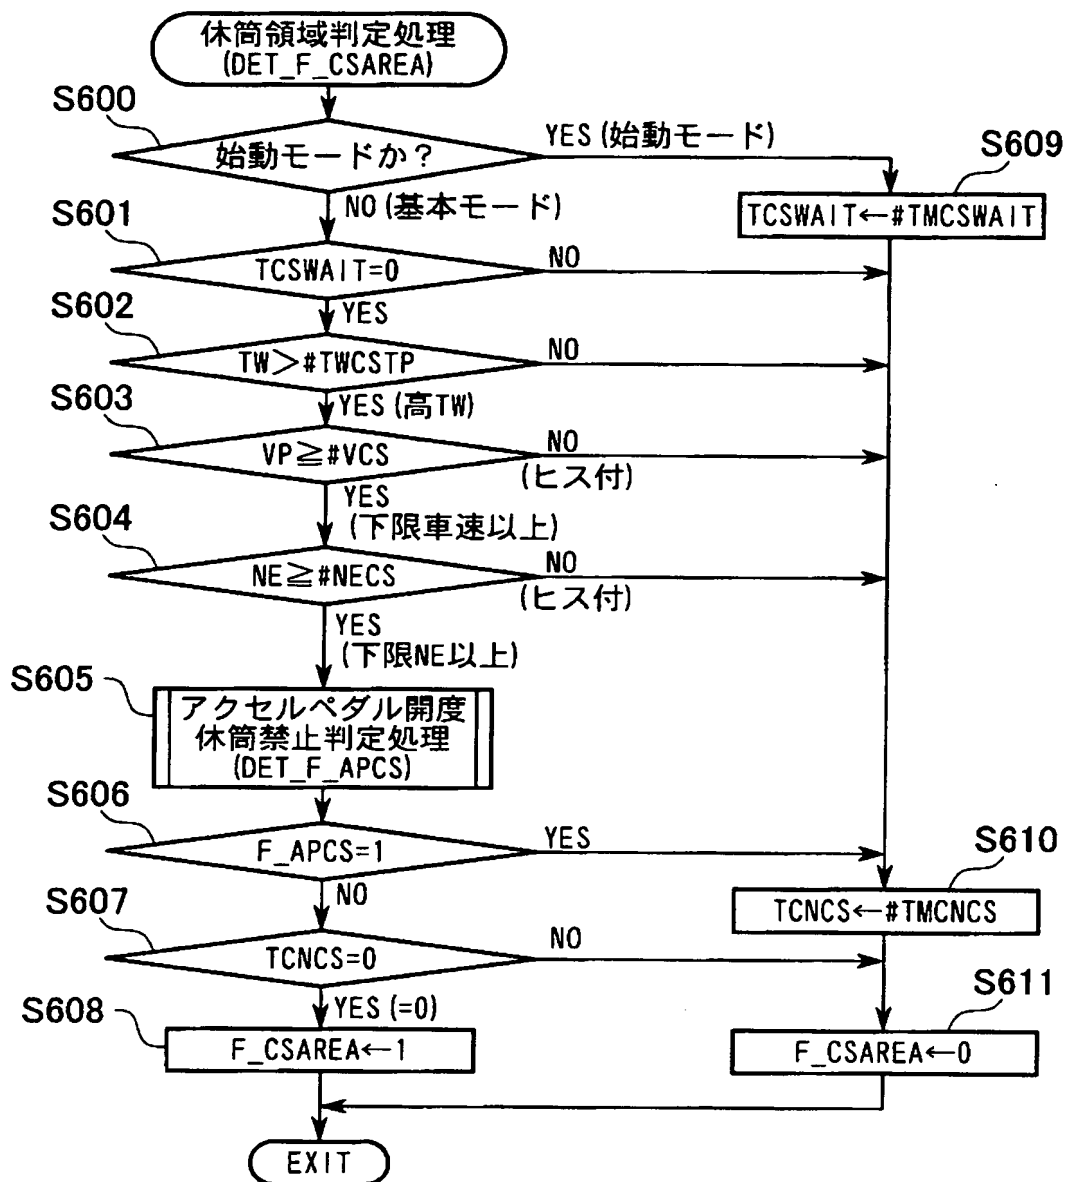 休筒領域判定処理
(DET_F_CSAREA)
S600
始動モードか?
YES (始動モード)
S609
TCSWAIT←#TMCSWAIT
NO (基本モード)
S601
TCSWAIT=0
NO
YES
S602
TW>#TWCSTP
NO
YES (高TW)
S603
VP≧#VCS
NO
(ヒス付)
YES
(下限車速以上)
S604
NE≧#NECS
NO
(ヒス付)
YES
(下限NE以上)
S605
アクセルペダル開度
休筒禁止判定処理
(DET_F_APCS)
S606
F_APCS=1
YES
S610
TCNCS←#TMCNCS
NO
S607
TCNCS=0
NO
YES (=0)
S608
F_CSAREA←1
S611
F_CSAREA←0
EXIT